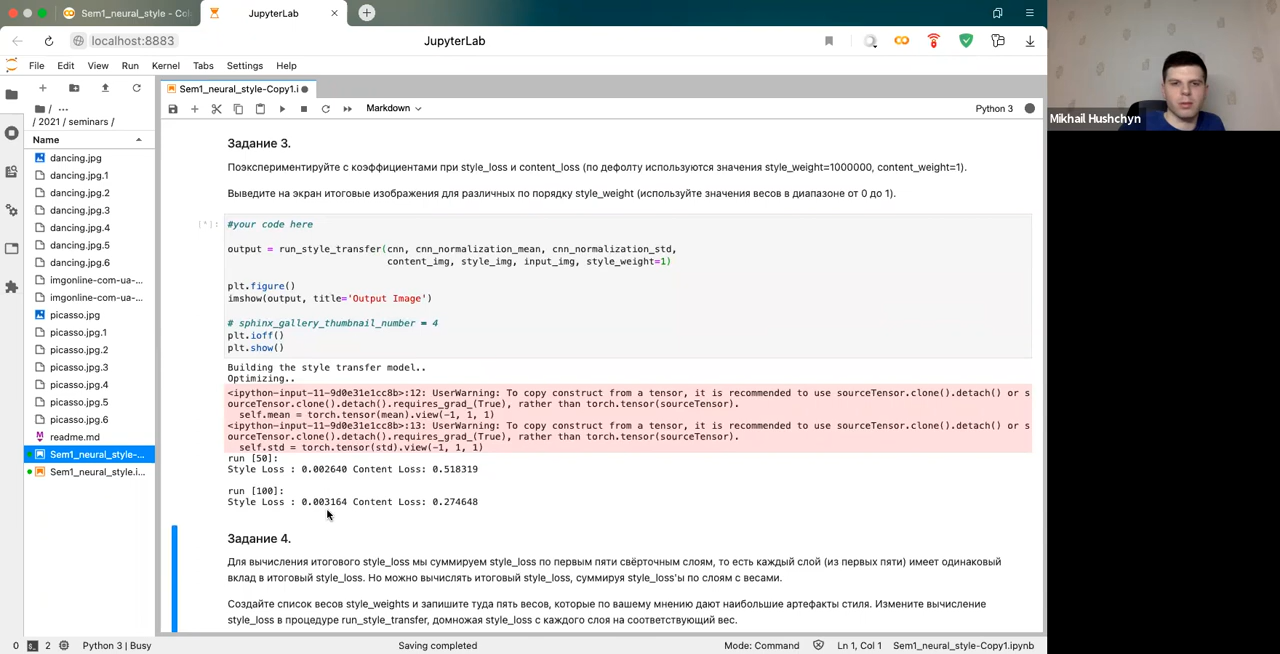 Sem1_neural_style - Col
JupyterLab
localhost:8883
JupyterLab
File Edit View Run Kernel Tabs Settings Help
Sem1_neural_style-Copy1.i
Markdown
Python 3
/ ...
/ 2021 / seminars /
Name
dancing.jpg
dancing.jpg.1
dancing.jpg.2
dancing.jpg.3
dancing.jpg.4
dancing.jpg.5
dancing.jpg.6
imgonline-com-ua-...
imgonline-com-ua-...
picasso.jpg
picasso.jpg.1
picasso.jpg.2
picasso.jpg.3
picasso.jpg.4
picasso.jpg.5
picasso.jpg.6
readme.md
Sem1_neural_style-...
Sem1_neural_style.i...
Задание 3.
Поэкспериментируйте с коэффициентами при style_loss и content_loss (по дефолту используются значения style_weight=1000000, content_weight=1).
Выведите на экран итоговые изображения для различных по порядку style_weight (используйте значения весов в диапазоне от 0 до 1).
[*]:
#your code here
output = run_style_transfer(cnn, cnn_normalization_mean, cnn_normalization_std,
content_img, style_img, input_img, style_weight=1)
plt.figure()
imshow(output, title='Output Image')
# sphinx_gallery_thumbnail_number = 4
plt.ioff()
plt.show()
Building the style transfer model..
Optimizing..
<ipython-input-11-9d0e31e1cc8b>:12: UserWarning: To copy construct from a tensor, it is recommended to use sourceTensor.clone().detach() or s
ourceTensor.clone().detach().requires_grad_(True), rather than torch.tensor(sourceTensor).
self.mean = torch.tensor(mean).view(-1, 1, 1)
<ipython-input-11-9d0e31e1cc8b>:13: UserWarning: To copy construct from a tensor, it is recommended to use sourceTensor.clone().detach() or s
ourceTensor.clone().detach().requires_grad_(True), rather than torch.tensor(sourceTensor).
self.std = torch.tensor(std).view(-1, 1, 1)
run [50]:
Style Loss : 0.002640 Content Loss: 0.518319
run [100]:
Style Loss : 0.003164 Content Loss: 0.274648
Задание 4.
Для вычисления итогового style_loss мы суммируем style_loss по первым пяти свёрточным слоям, то есть каждый слой (из первых пяти) имеет одинаковый
вклад в итоговый style_loss. Но можно вычислять итоговый style_loss, суммируя style_loss'ы по слоям с весами.
Создайте список весов style_weights и запишите туда пять весов, которые по вашему мнению дают наибольшие артефакты стиля. Измените вычисление
style_loss в процедуре run_style_transfer, домножая style_loss с каждого слоя на соответствующий вес.
0 2 Python 3 | Busy
Saving completed
Mode: Command
Ln 1, Col 1
Sem1_neural_style-Copy1.ipynb
Mikhail Hushchyn